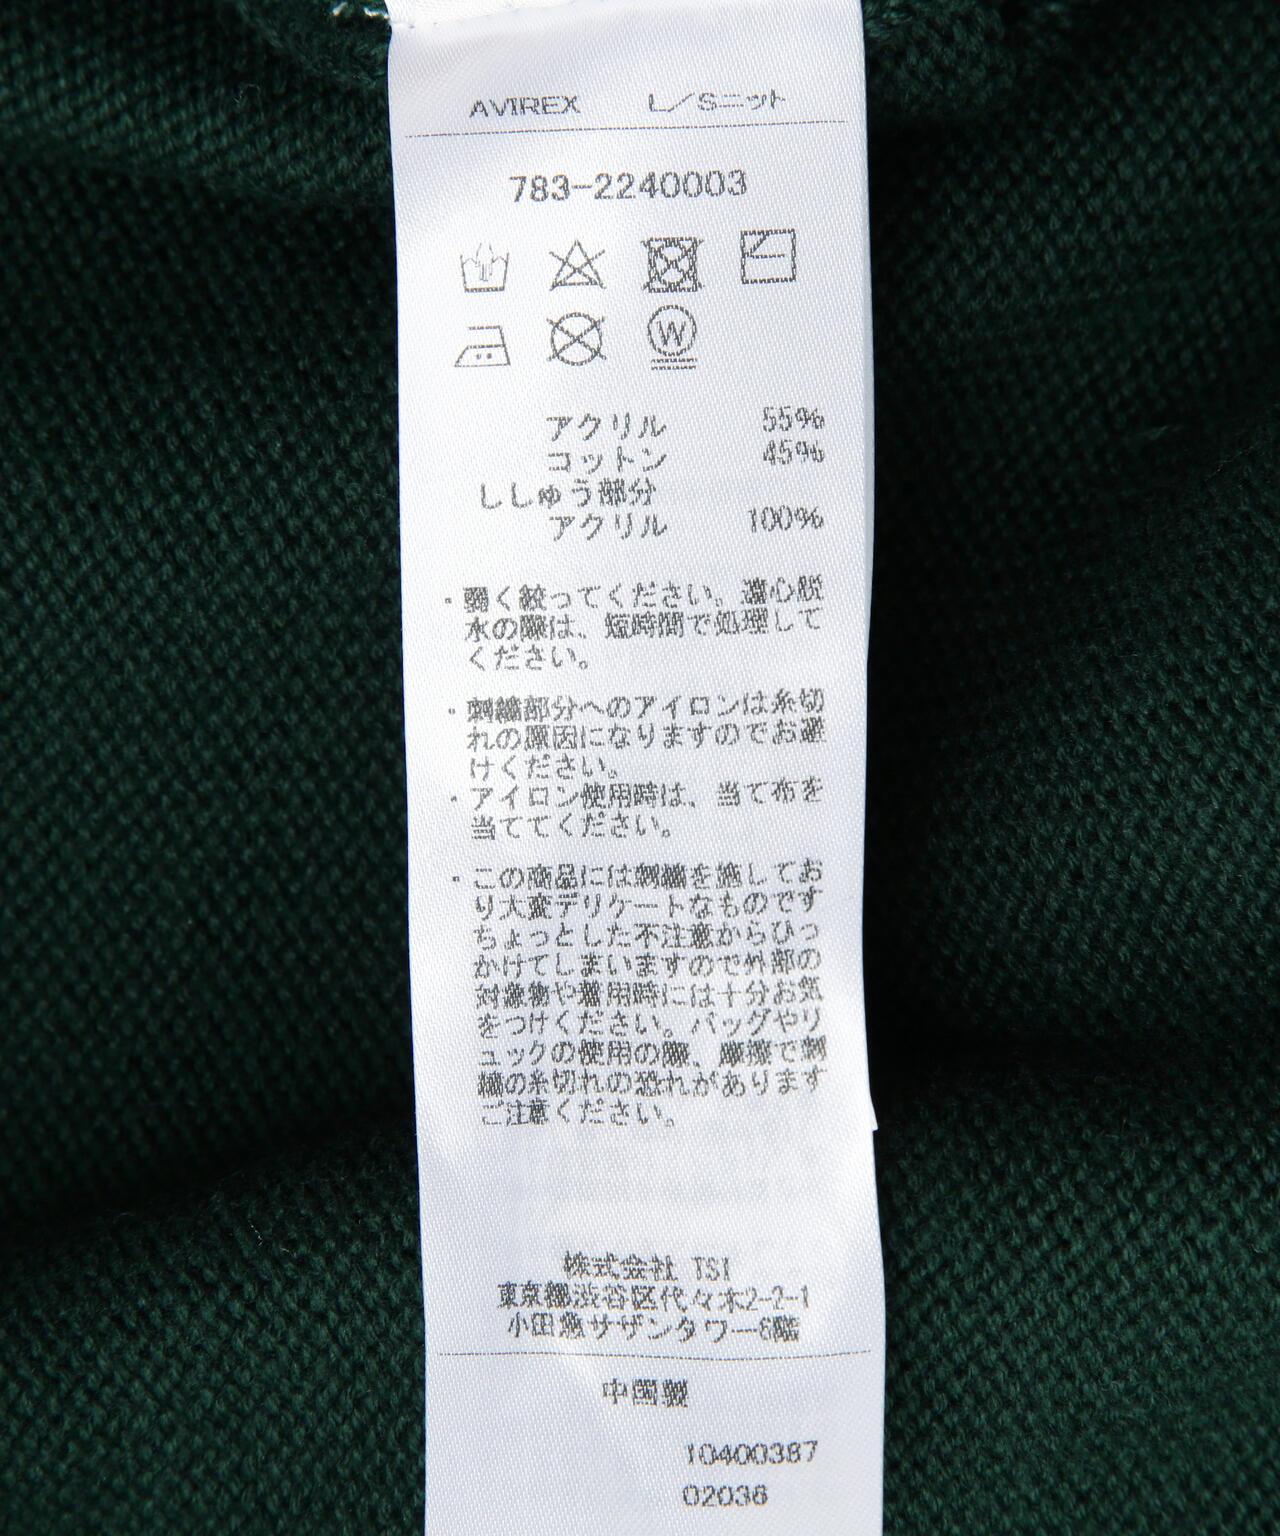 AVIREX L/Sニット
783-2240003
W
アクリル 55%
コットン 45%
ししゅう部分
アクリル 100%
・弱く絞ってください。遠心脱
水の際は、短時間で処理して
ください。
・刺繍部分へのアイロンは糸切
れの原因になりますのでお避
けください。
・アイロン使用時は、当て布を
当ててください。
・この商品には刺繍を施してお
り大変デリケートなものです
ちょっとした不注意からひっ
かけてしまいますので外部の
対象物や着用時には十分お気
をつけください。バッグやリ
ュックの使用の際、摩擦で刺
繍の糸切れの恐れがあります
ご注意ください。
株式会社 TSI
東京都渋谷区代々木2-2-1
小田急サザンタワー6階
中国製
10400387
02036